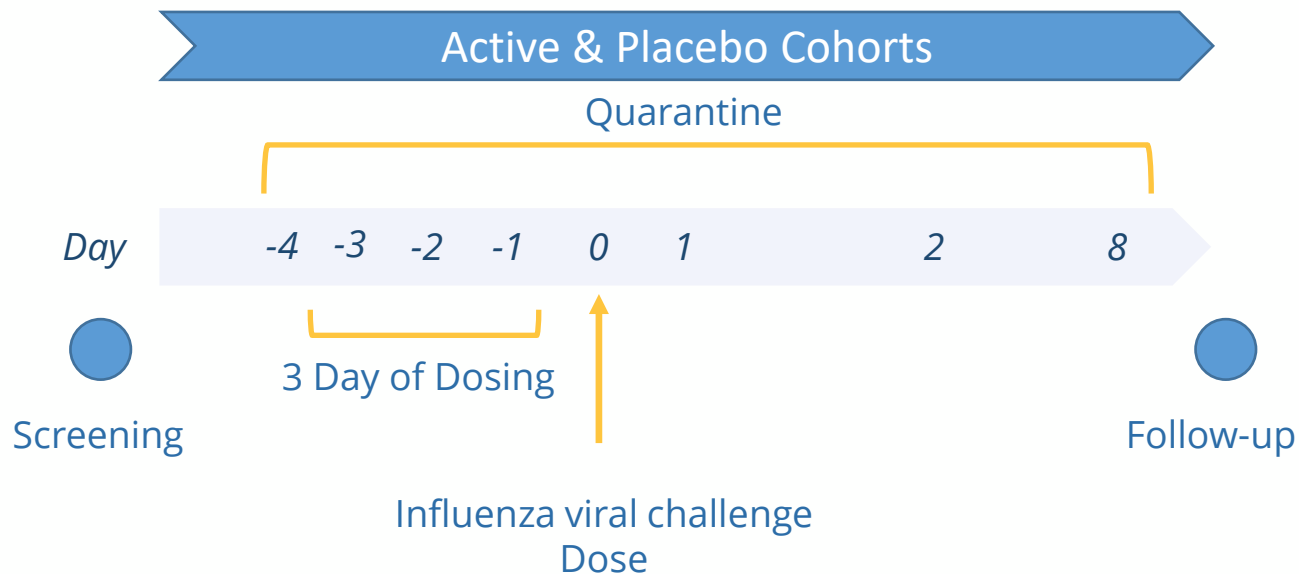 Active & Placebo Cohorts
Quarantine
Day -4 -3 -2 -1 0 1 2 8
3 Day of Dosing
Screening
Follow-up
Influenza viral challenge
Dose